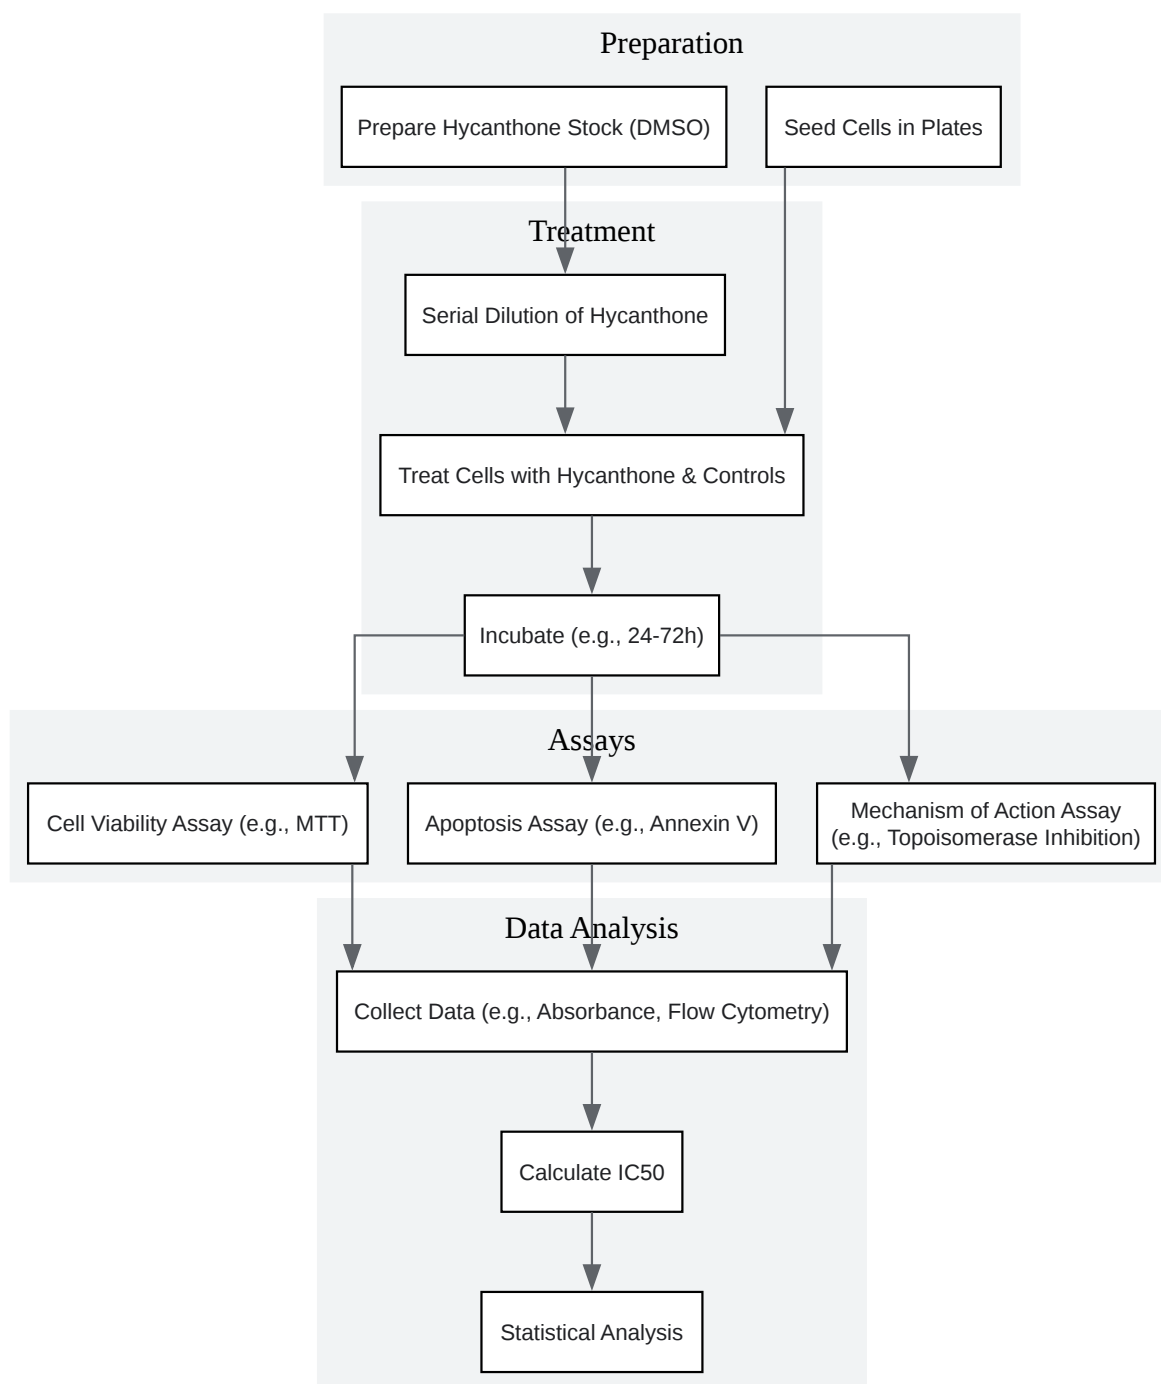 Preparation
Prepare Hycanthone Stock (DMSO)
Seed Cells in Plates
Treatment
Serial Dilution of Hycanthone
Treat Cells with Hycanthone & Controls
Incubate (e.g., 24-72h)
Assays
Cell Viability Assay (e.g., MTT)
Apoptosis Assay (e.g., Annexin V)
Mechanism of Action Assay
(e.g., Topoisomerase Inhibition)
Data Analysis
Collect Data (e.g., Absorbance, Flow Cytometry)
Calculate IC50
Statistical Analysis